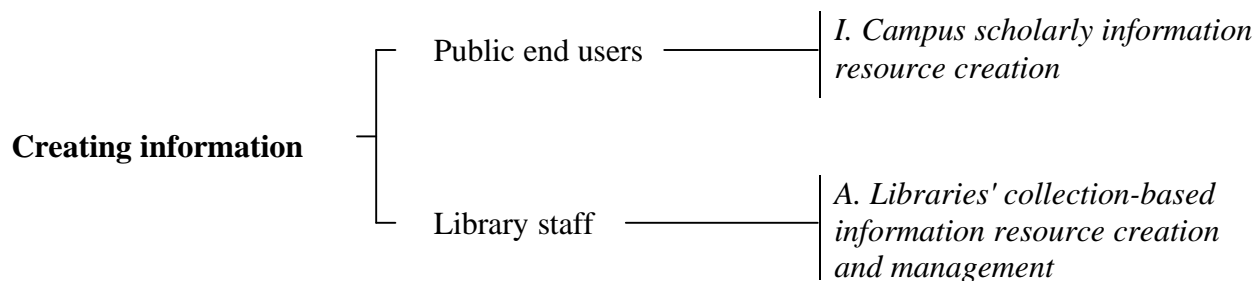 Public end users
I. Campus scholarly information
resource creation
Creating information
Library staff
A. Libraries' collection-based
information resource creation
and management